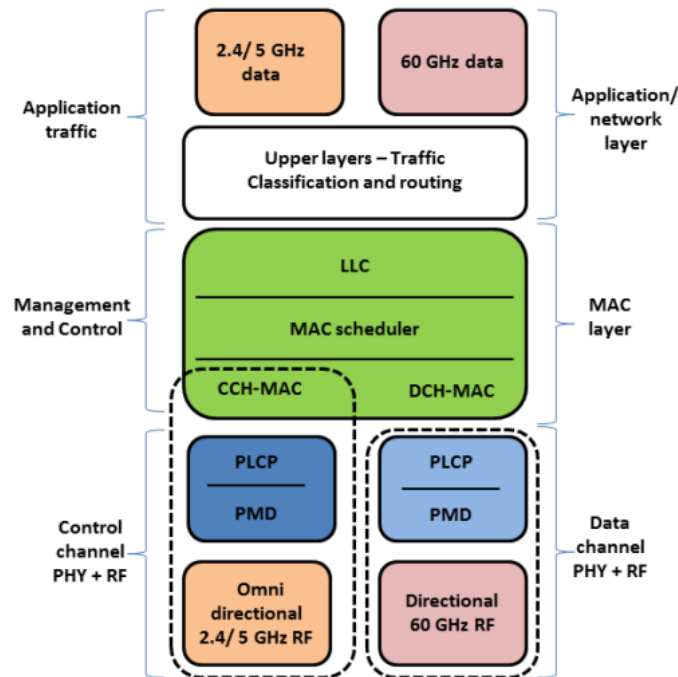 2.4/ 5 GHz
data
60 GHz data
Application
traffic
Application/
network
layer
Upper layers – Traffic
Classification and routing
LLC
Management
and Control
MAC scheduler
MAC
layer
CCH-MAC
DCH-MAC
PLCP
PMD
PLCP
PMD
Control
channel
PHY + RF
Data
channel
PHY + RF
Omni
directional
2.4/ 5 GHz RF
Directional
60 GHz RF